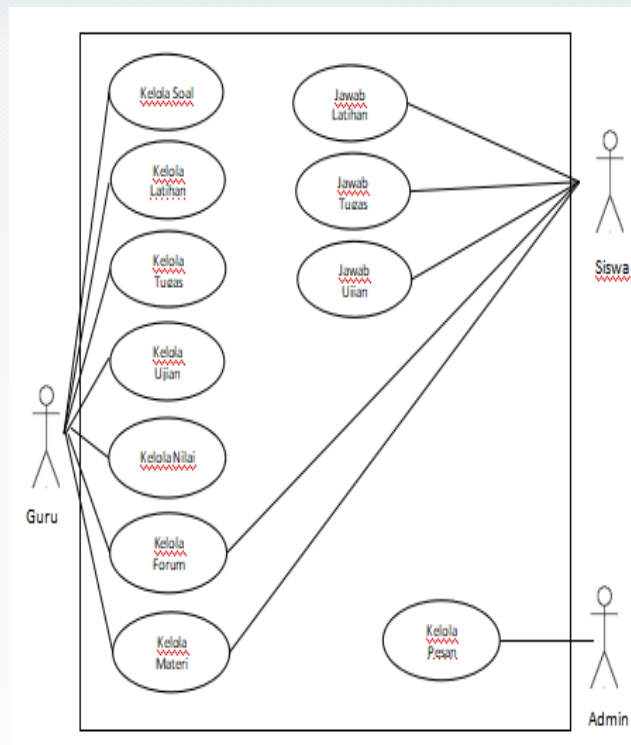 Kelola Soal
Jawab
Latihan
Kelola
Latihan
Jawab
Tugas
Siswa
Kelola
Tugas
Jawab
Ujian
Kelola
Ujian
Kelola Nilai
Guru
Kelola
Forum
Kelola
Pesan
Kelola
Materi
Admin